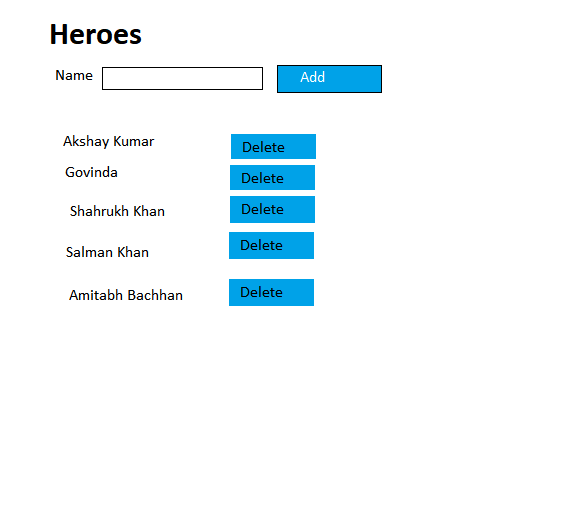 Heroes
Name Add
Akshay Kumar Delete
Govinda Delete
Shahrukh Khan Delete
Salman Khan Delete
Amitabh Bachhan Delete